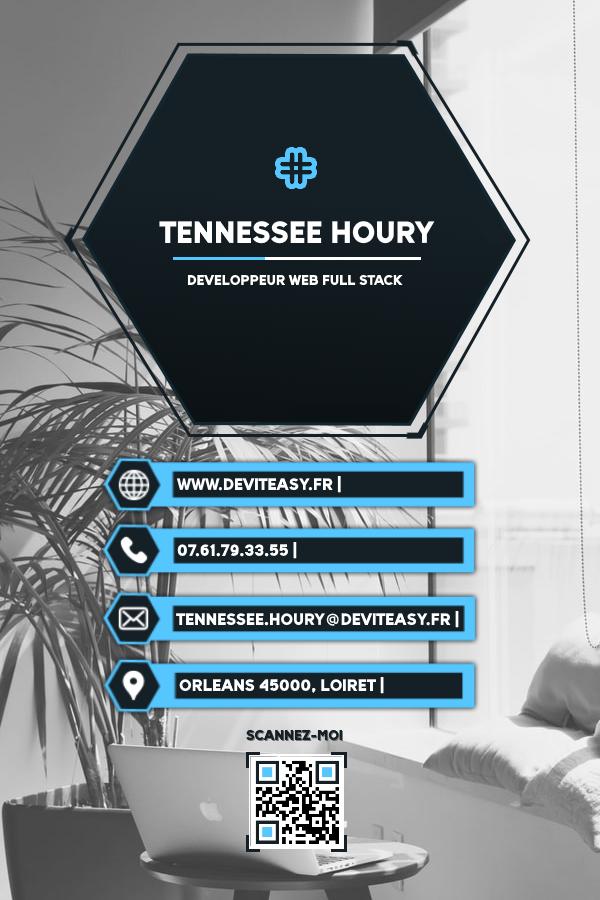 TENNESSEE HOURY
DEVELOPPEUR WEB FULL STACK
WWW.DEVITEASY.FR |
07.61.79.33.55 |
TENNESSEE.HOURY@DEVITEASY.FR |
ORLEANS 45000, LOIRET |
SCANNEZ-MOI